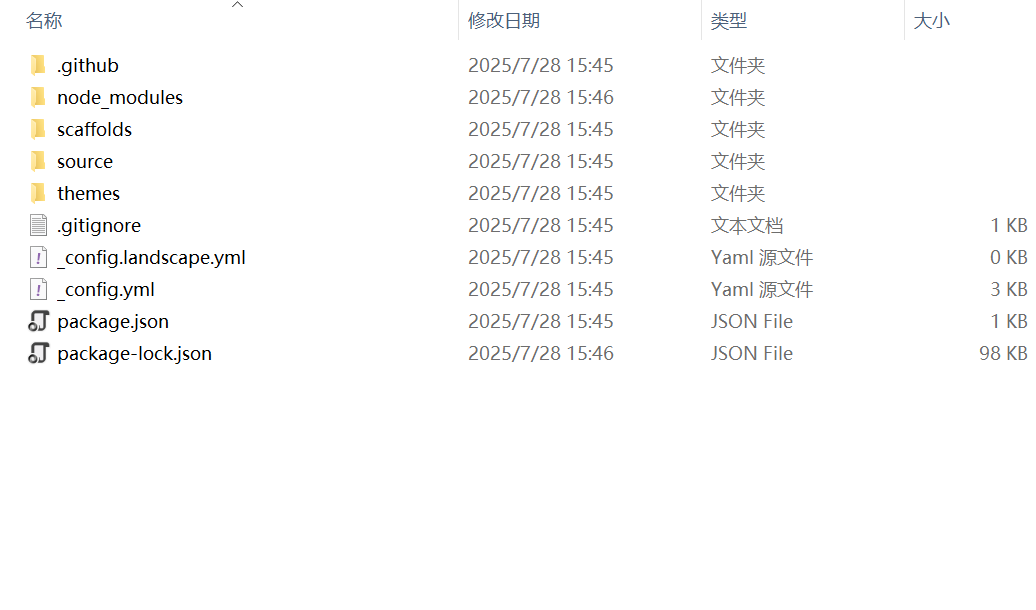 名称 修改日期 类型 大小
.github 2025/7/28 15:45 文件夹
node_modules 2025/7/28 15:46 文件夹
scaffolds 2025/7/28 15:45 文件夹
source 2025/7/28 15:45 文件夹
themes 2025/7/28 15:45 文件夹
.gitignore 2025/7/28 15:45 文本文档 1 KB
_config.landscape.yml 2025/7/28 15:45 Yaml 源文件 0 KB
_config.yml 2025/7/28 15:45 Yaml 源文件 3 KB
package.json 2025/7/28 15:45 JSON File 1 KB
package-lock.json 2025/7/28 15:46 JSON File 98 KB